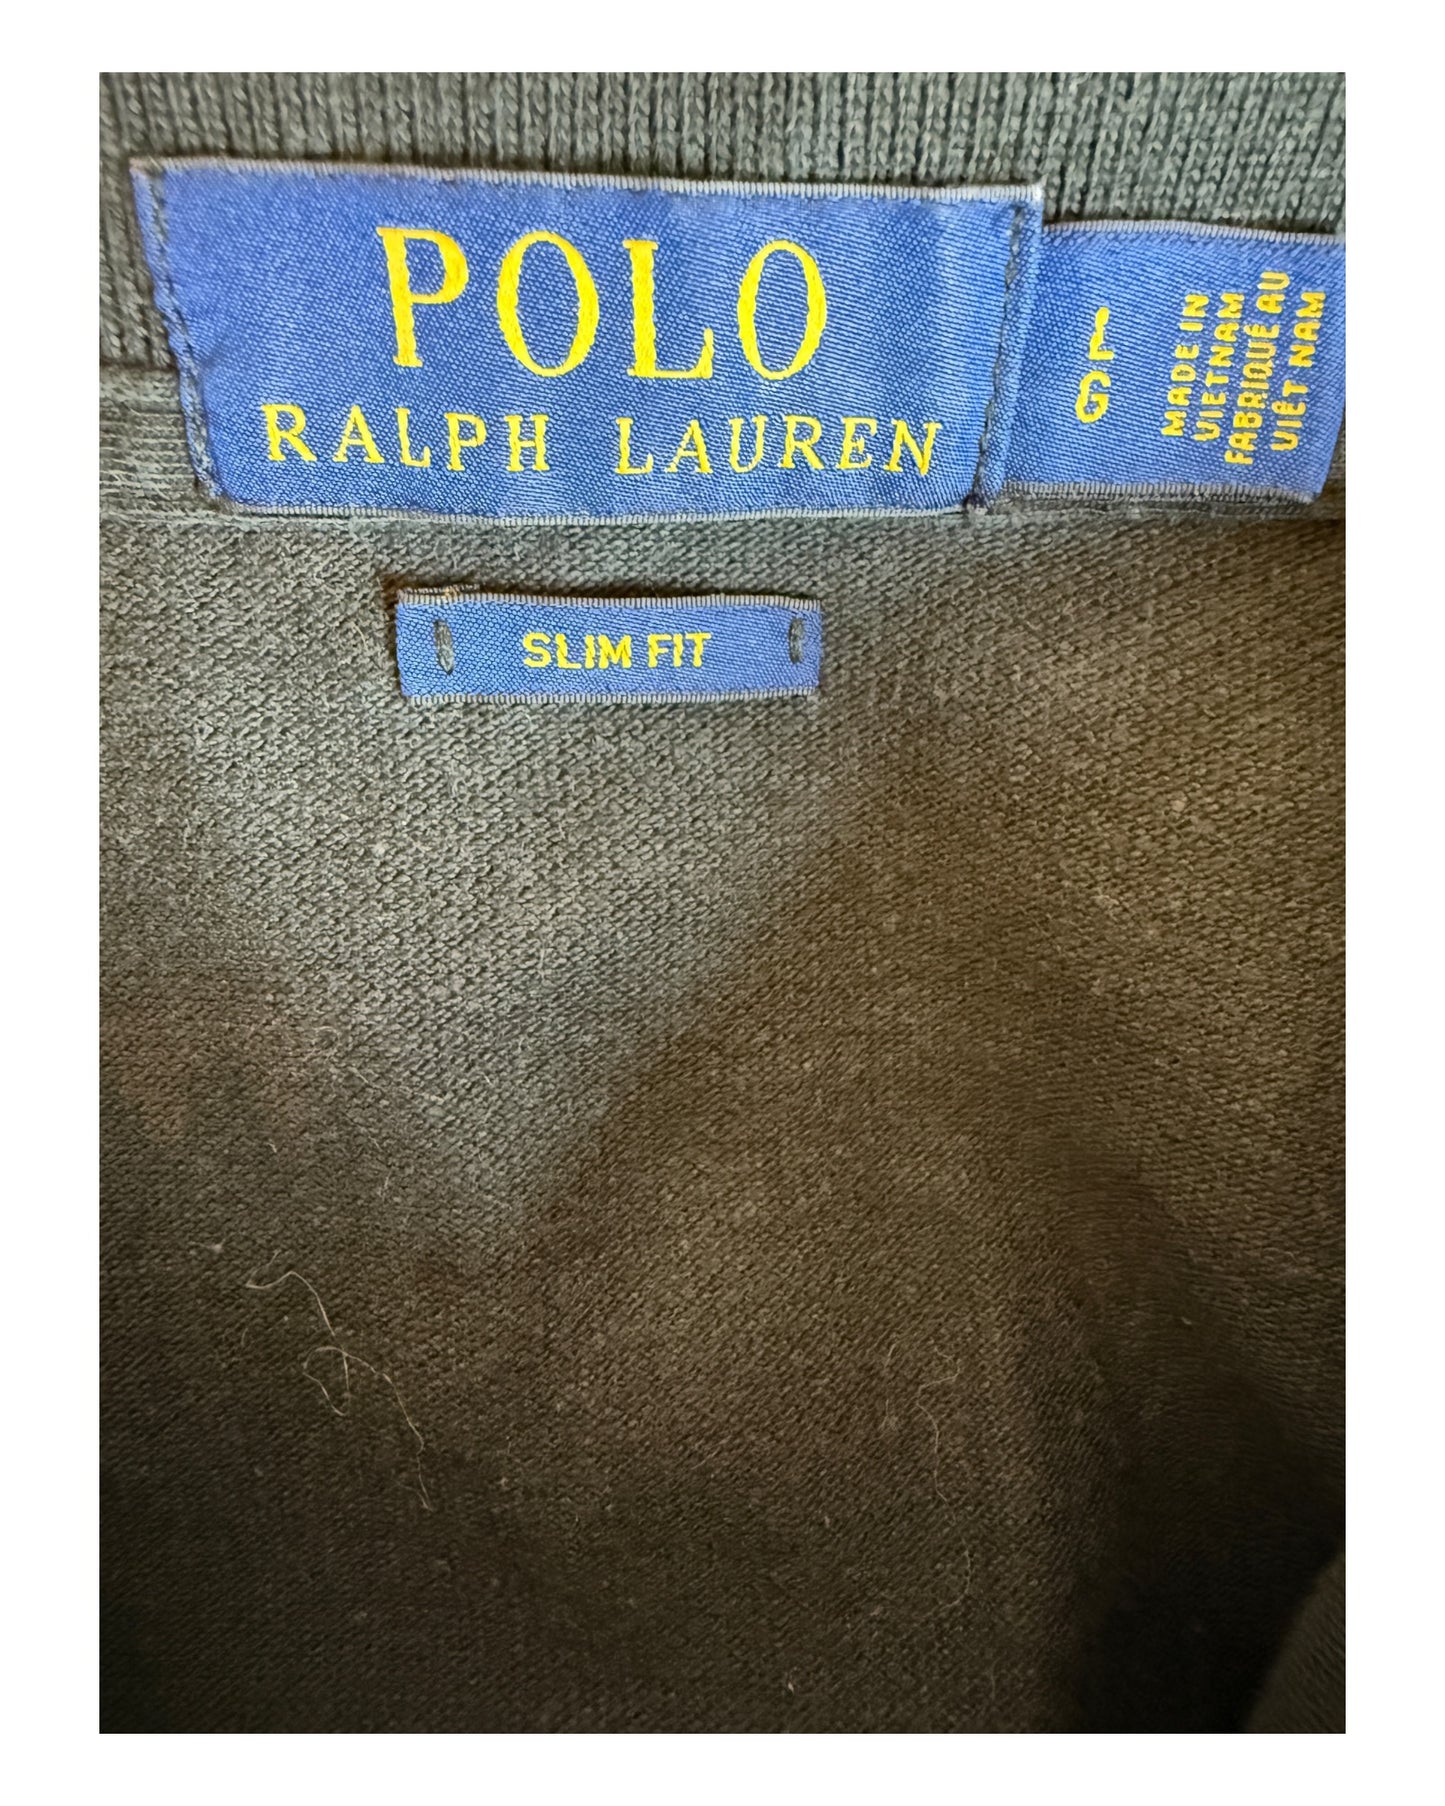 POLO
RALPH LAUREN
L
G
MADE IN
VIETNAM
FABRIQUÉ AU
VIÊT NAM
SLIM FIT